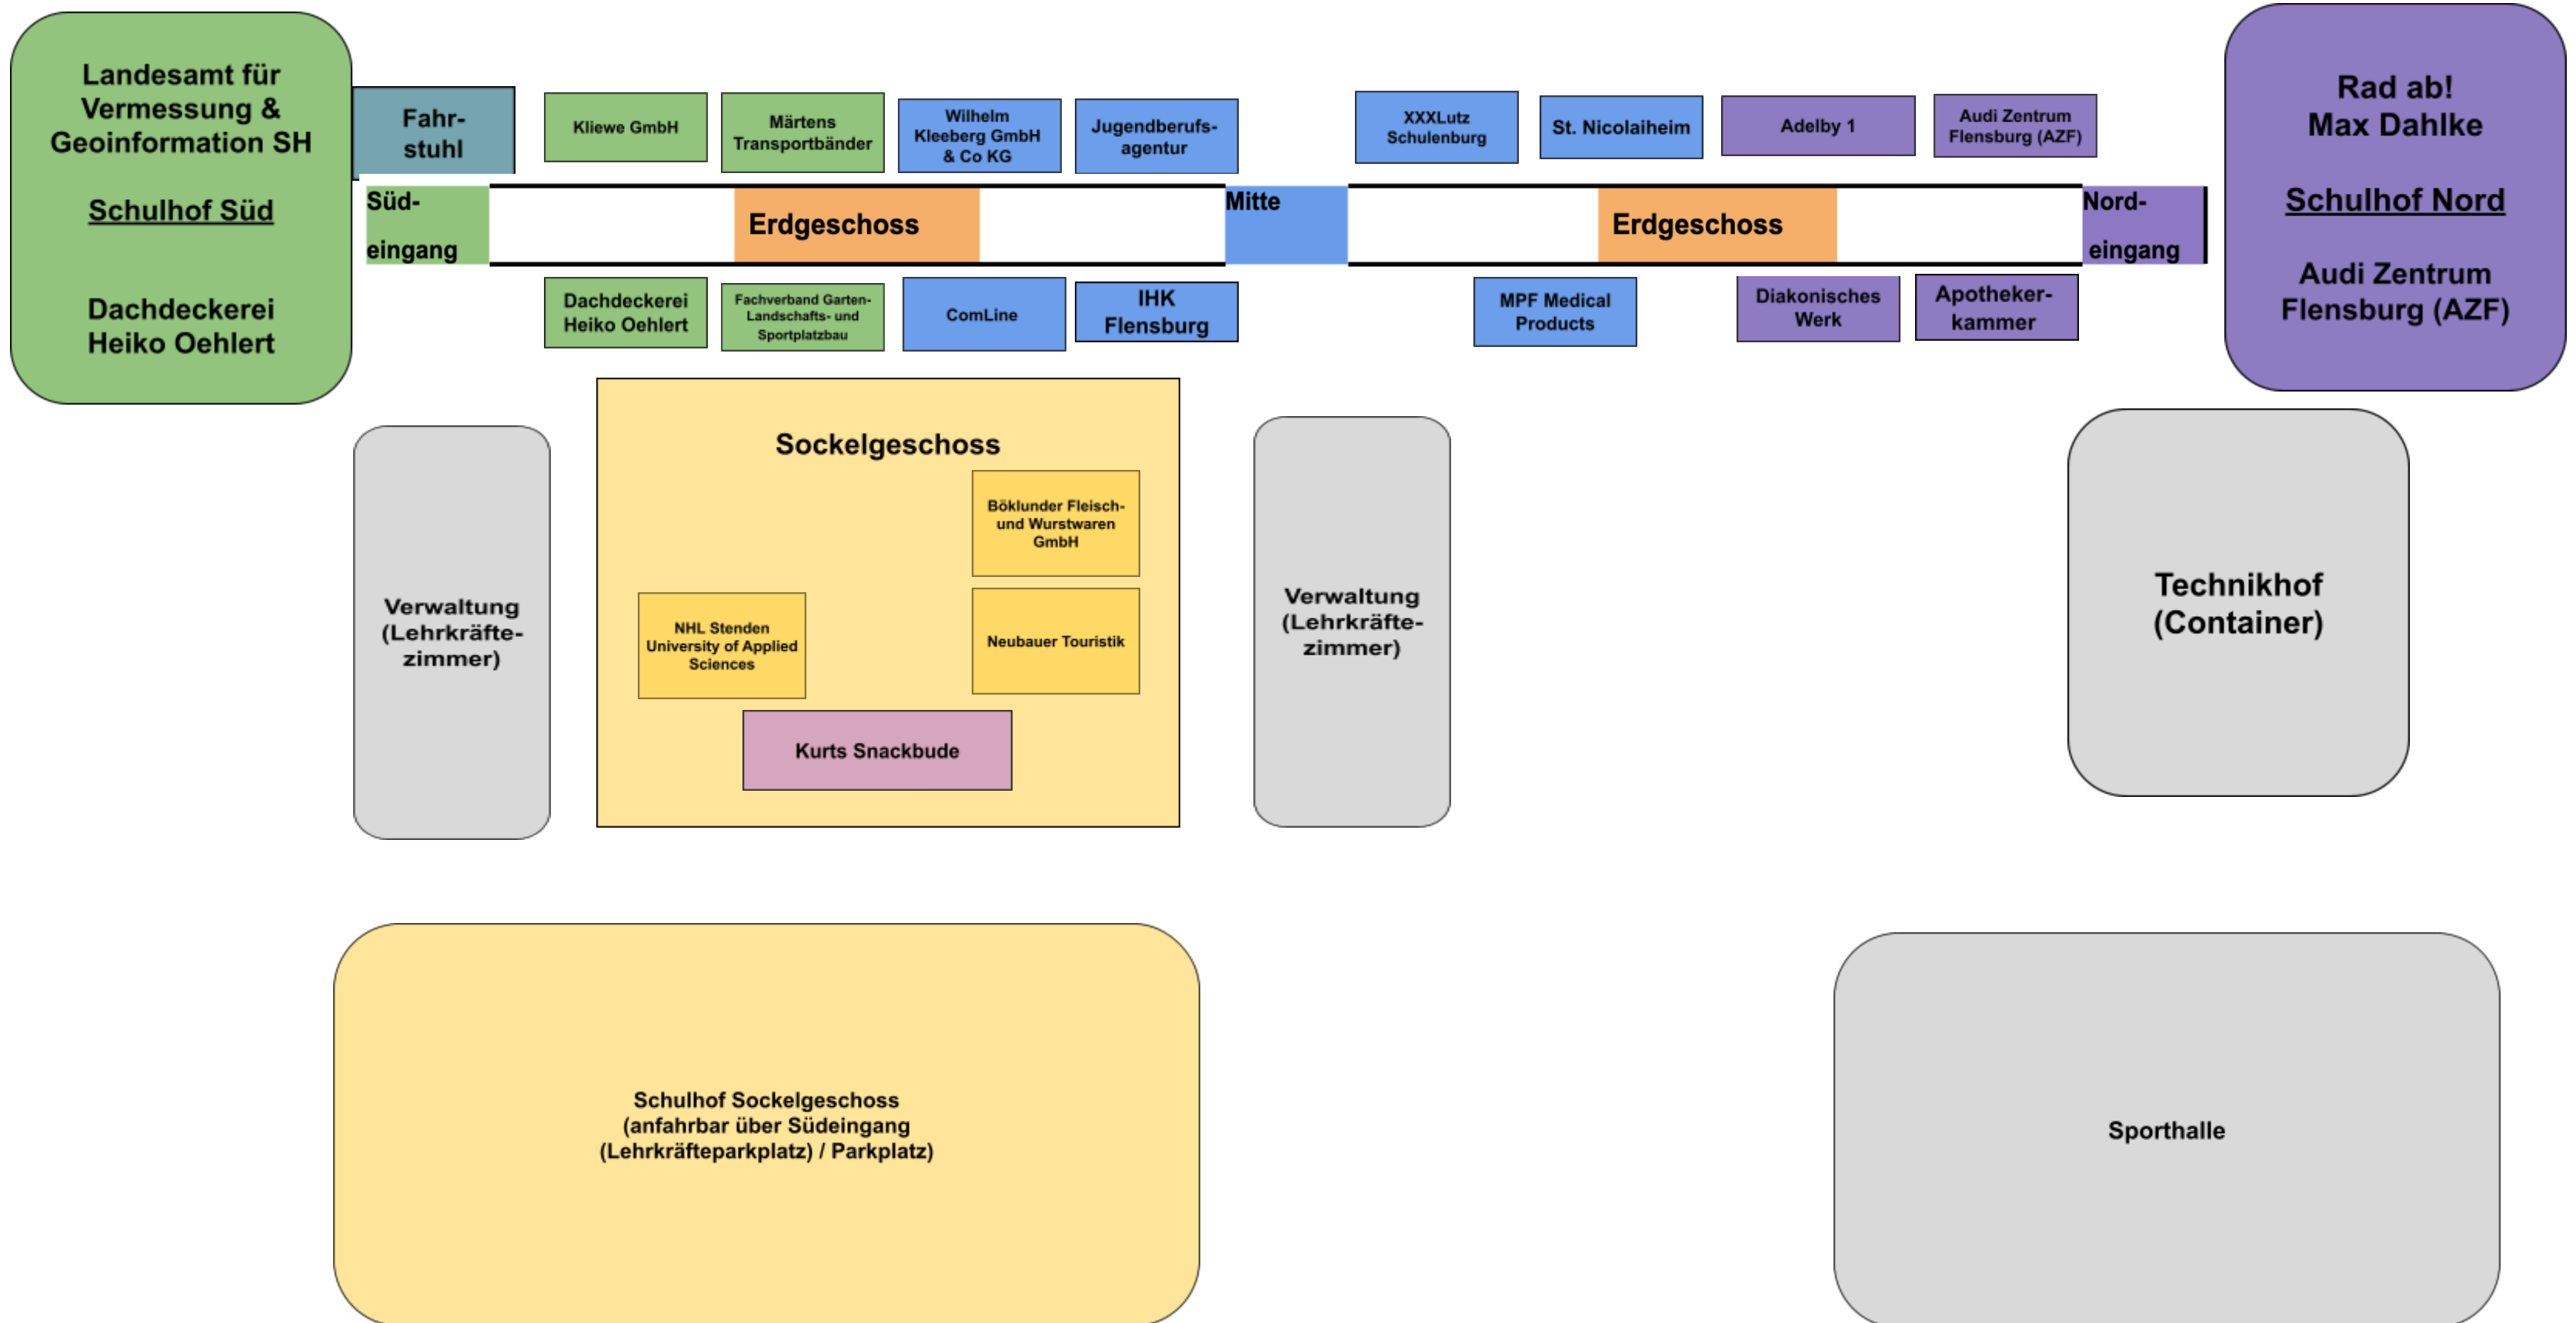 Landesamt für
Vermessung &
Geoinformation SH
Schulhof Süd
Dachdeckerei
Heiko Oehlert
Fahr-
stuhl
Kliewe GmbH
Märtens
Transportbänder
Wilhelm
Kleeberg GmbH
& Co KG
Jugendberufs-
agentur
XXXLutz
Schulenburg
St. Nicolaiheim
Adelby 1
Audi Zentrum
Flensburg (AZF)
Rad ab!
Max Dahlke
Schulhof Nord
Audi Zentrum
Flensburg (AZF)
Süd-
eingang
Erdgeschoss
Mitte
Erdgeschoss
Nord-
eingang
Dachdeckerei
Heiko Oehlert
Fachverband Garten-
Landschafts- und
Sportplatzbau
ComLine
IHK
Flensburg
MPF Medical
Products
Diakonisches
Werk
Apotheker-
kammer
Verwaltung
(Lehrkräfte-
zimmer)
Sockelgeschoss
Böklunder Fleisch-
und Wurstwaren
GmbH
NHL Stenden
University of Applied
Sciences
Neubauer Touristik
Kurts Snackbude
Verwaltung
(Lehrkräfte-
zimmer)
Technikhof
(Container)
Schulhof Sockelgeschoss
(anfahrbar über Südeingang
(Lehrkräfteparkplatz) / Parkplatz)
Sporthalle